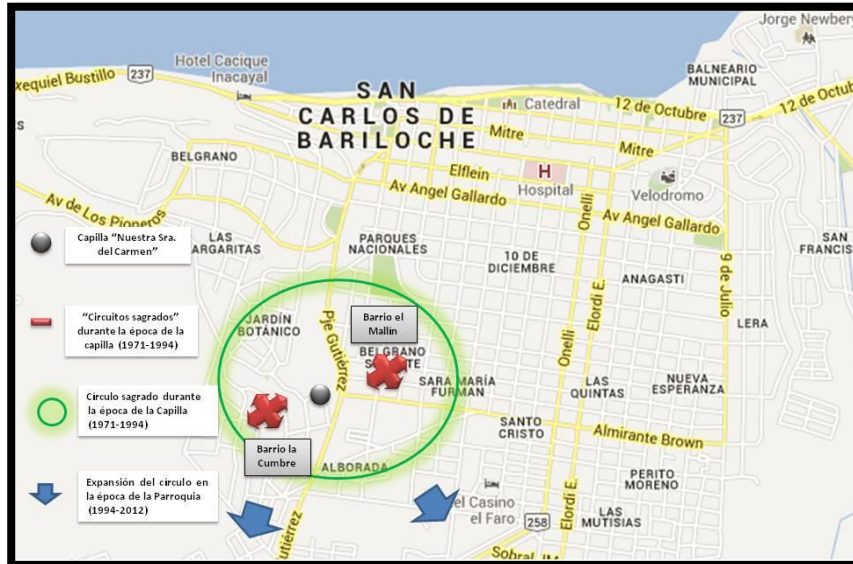 Jorge Newbery
Hotel Cacique
Inacayal
xequiel Bustillo
237
SAN
CARLOS DE
BARILOCHE
Catedral
12 de Octubre
BALNEARIO
MUNICIPAL
12 de Octubre
237
Mitre
Mitre
BELGRANO
Elflein
H
Hospital
Av Angel Gallardo
Onelli
Velodromo
Av Angel Gallardo
Av de Los Pioneros
LAS
ARGARITAS
PARQUES
NACIONALES
10 DE
DICIEMBRE
Elordi E.
ANAGASTI
9 de Julio
SAN
FRANCIS
LERA
Capilla "Nuestra Sra.
del Carmen"
"Circuitos sagrados"
durante la época de la
capilla (1971-1994)
Círculo sagrado durante
la época de la Capilla
(1971-1994)
Expansión del círculo en
la época de la Parroquia
(1994-2012)
JARDÍN
BOTÁNICO
Pje Gutiérrez
Barrio el
Mallín
BELGRANO
S TE
SARA MARÍA
FURMAN
Onelli
LAS
QUINTAS
NUEVA
ESPERANZA
SANTO
CRISTO
Almirante Brown
Barrio la
Cumbre
ALBORADA
PERITO
MORENO
el Casino
el Faro
258
Elordi E.
LAS
MUTISIAS
utiérrez
Sobral JM